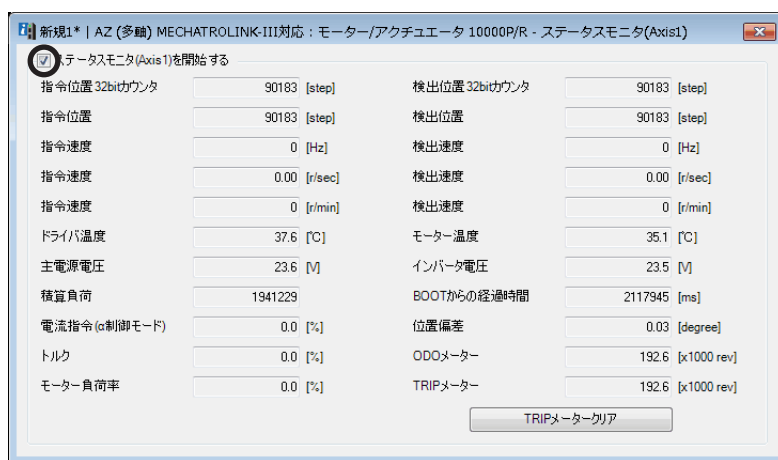 新規1* | AZ (多軸) MECHATROLINK-III対応 : モーター/アクチュエータ 10000P/R - ステータスモニタ(Axis1)
ステータスモニタ(Axis1)を開始する
指令位置 32bitカウンタ 90183 [step] 検出位置 32bitカウンタ 90183 [step]
指令位置 90183 [step] 検出位置 90183 [step]
指令速度 0 [Hz] 検出速度 0 [Hz]
指令速度 0.00 [r/sec] 検出速度 0.00 [r/sec]
指令速度 0 [r/min] 検出速度 0 [r/min]
ドライバ温度 37.6 [℃] モーター温度 35.1 [℃]
主電源電圧 23.6 [V] インバータ電圧 23.5 [V]
積算負荷 1941229 BOOTからの経過時間 2117945 [ms]
電流指令(α制御モード) 0.0 [%] 位置偏差 0.03 [degree]
トルク 0.0 [%] ODOメーター 192.6 [x1000 rev]
モーター負荷率 0.0 [%] TRIPメーター 192.6 [x1000 rev]
TRIPメータークリア